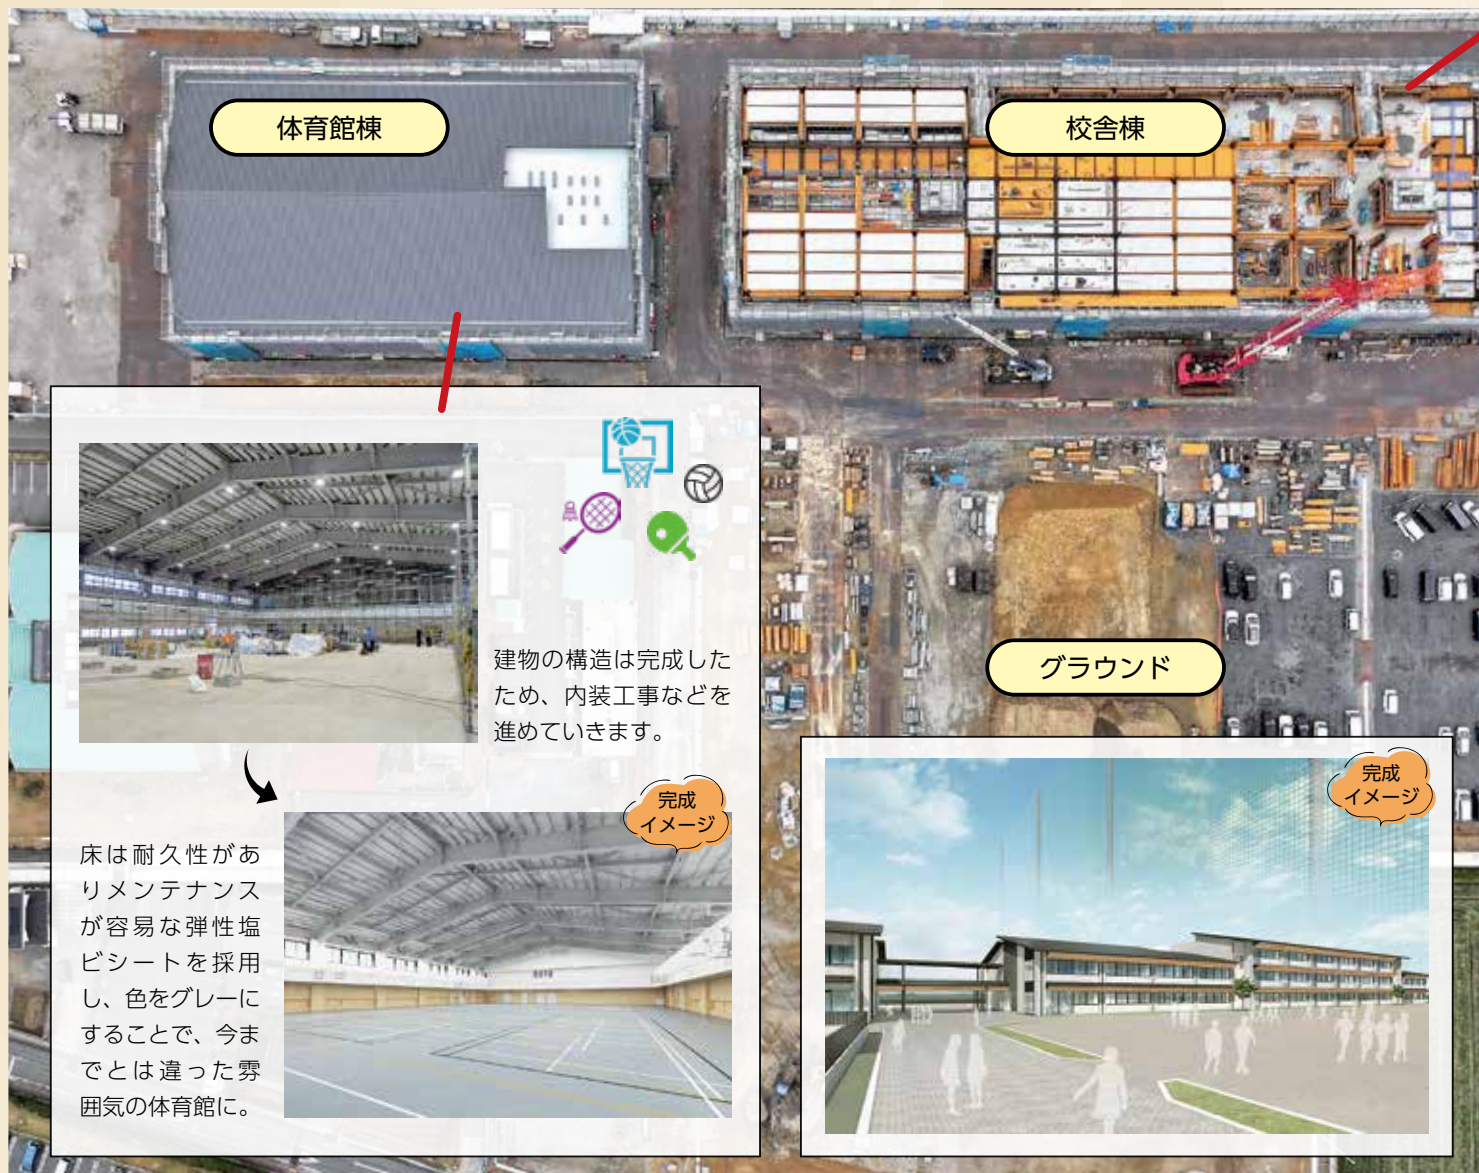 体育館棟
校舎棟
グラウンド
建物の構造は完成した
ため、内装工事などを
進めていきます。
完成
イメージ
床は耐久性があ
りメンテナンス
が容易な弾性塩
ビシートを採用
し、色をグレーに
することで、今ま
でとは違った雰
囲気の体育館に。
完成
イメージ